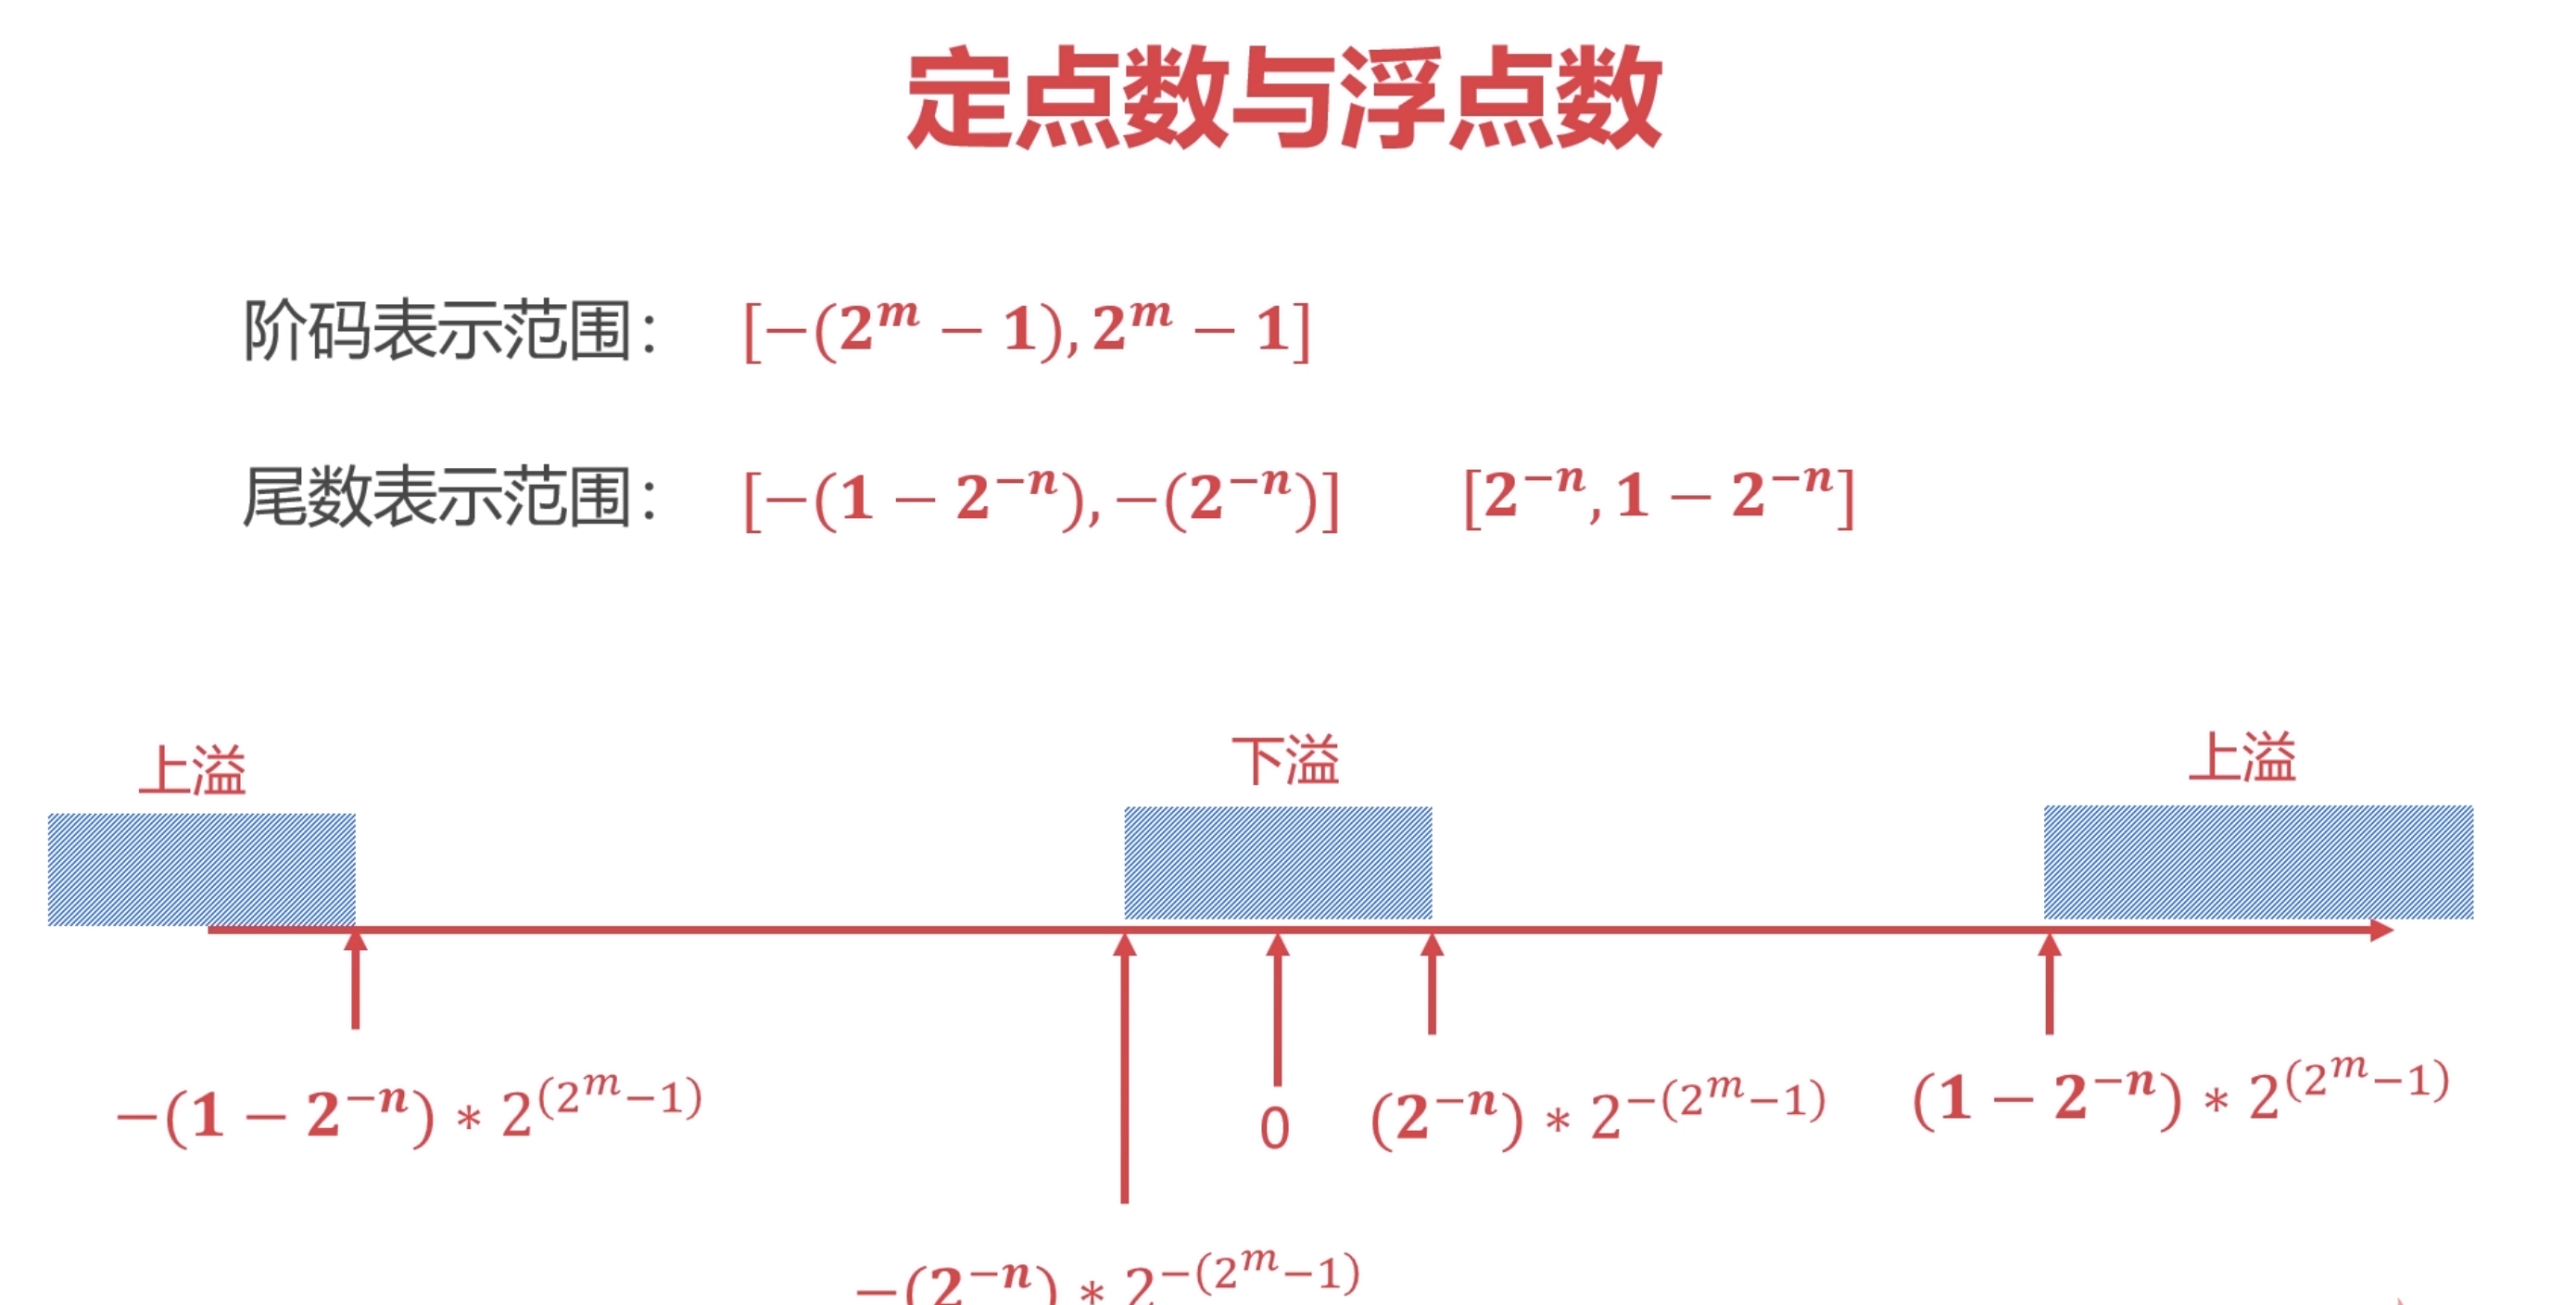 定点数与浮点数
阶码表示范围： [−(2^m − 1), 2^m − 1]
尾数表示范围： [−(1 − 2^−n), −(2^−n)] [2^−n, 1 − 2^−n]
上溢 下溢 上溢
−(1 − 2^−n) * 2^(2^m−1) 0 (2^−n) * 2^−(2^m−1) (1 − 2^−n) * 2^(2^m−1)
−(2^−n) * 2^−(2^m−1)